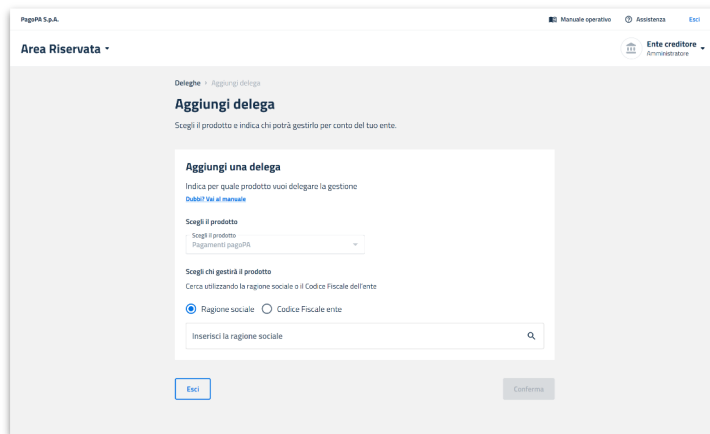 PagoPA S.p.A.
Manuale operativo
Assistenza
Esci
Area Riservata
Ente creditore
Amministratore
Deleghe
Aggiungi delega
Aggiungi delega
Scegli il prodotto e indica chi potrà gestirlo per conto del tuo ente.
Aggiungi una delega
Indica per quale prodotto vuoi delegare la gestione
Dubbi? Vai al manuale
Scegli il prodotto
Scegli il prodotto
Pagamenti pagoPA
Scegli chi gestirà il prodotto
Cerca utilizzando la ragione sociale o il Codice Fiscale dell'ente
Ragione sociale
Codice Fiscale ente
Inserisci la ragione sociale
Esci
Conferma